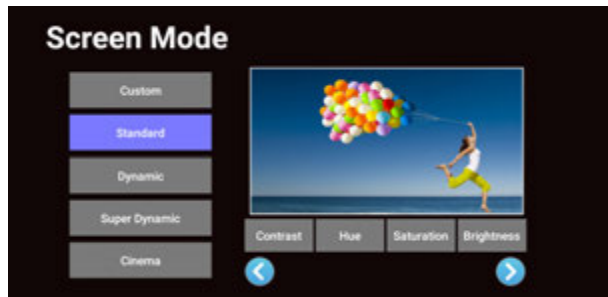 Screen Mode
Custom
Standard
Dynamic
Super Dynamic
Cinema
Contrast Hue Saturation Brightness